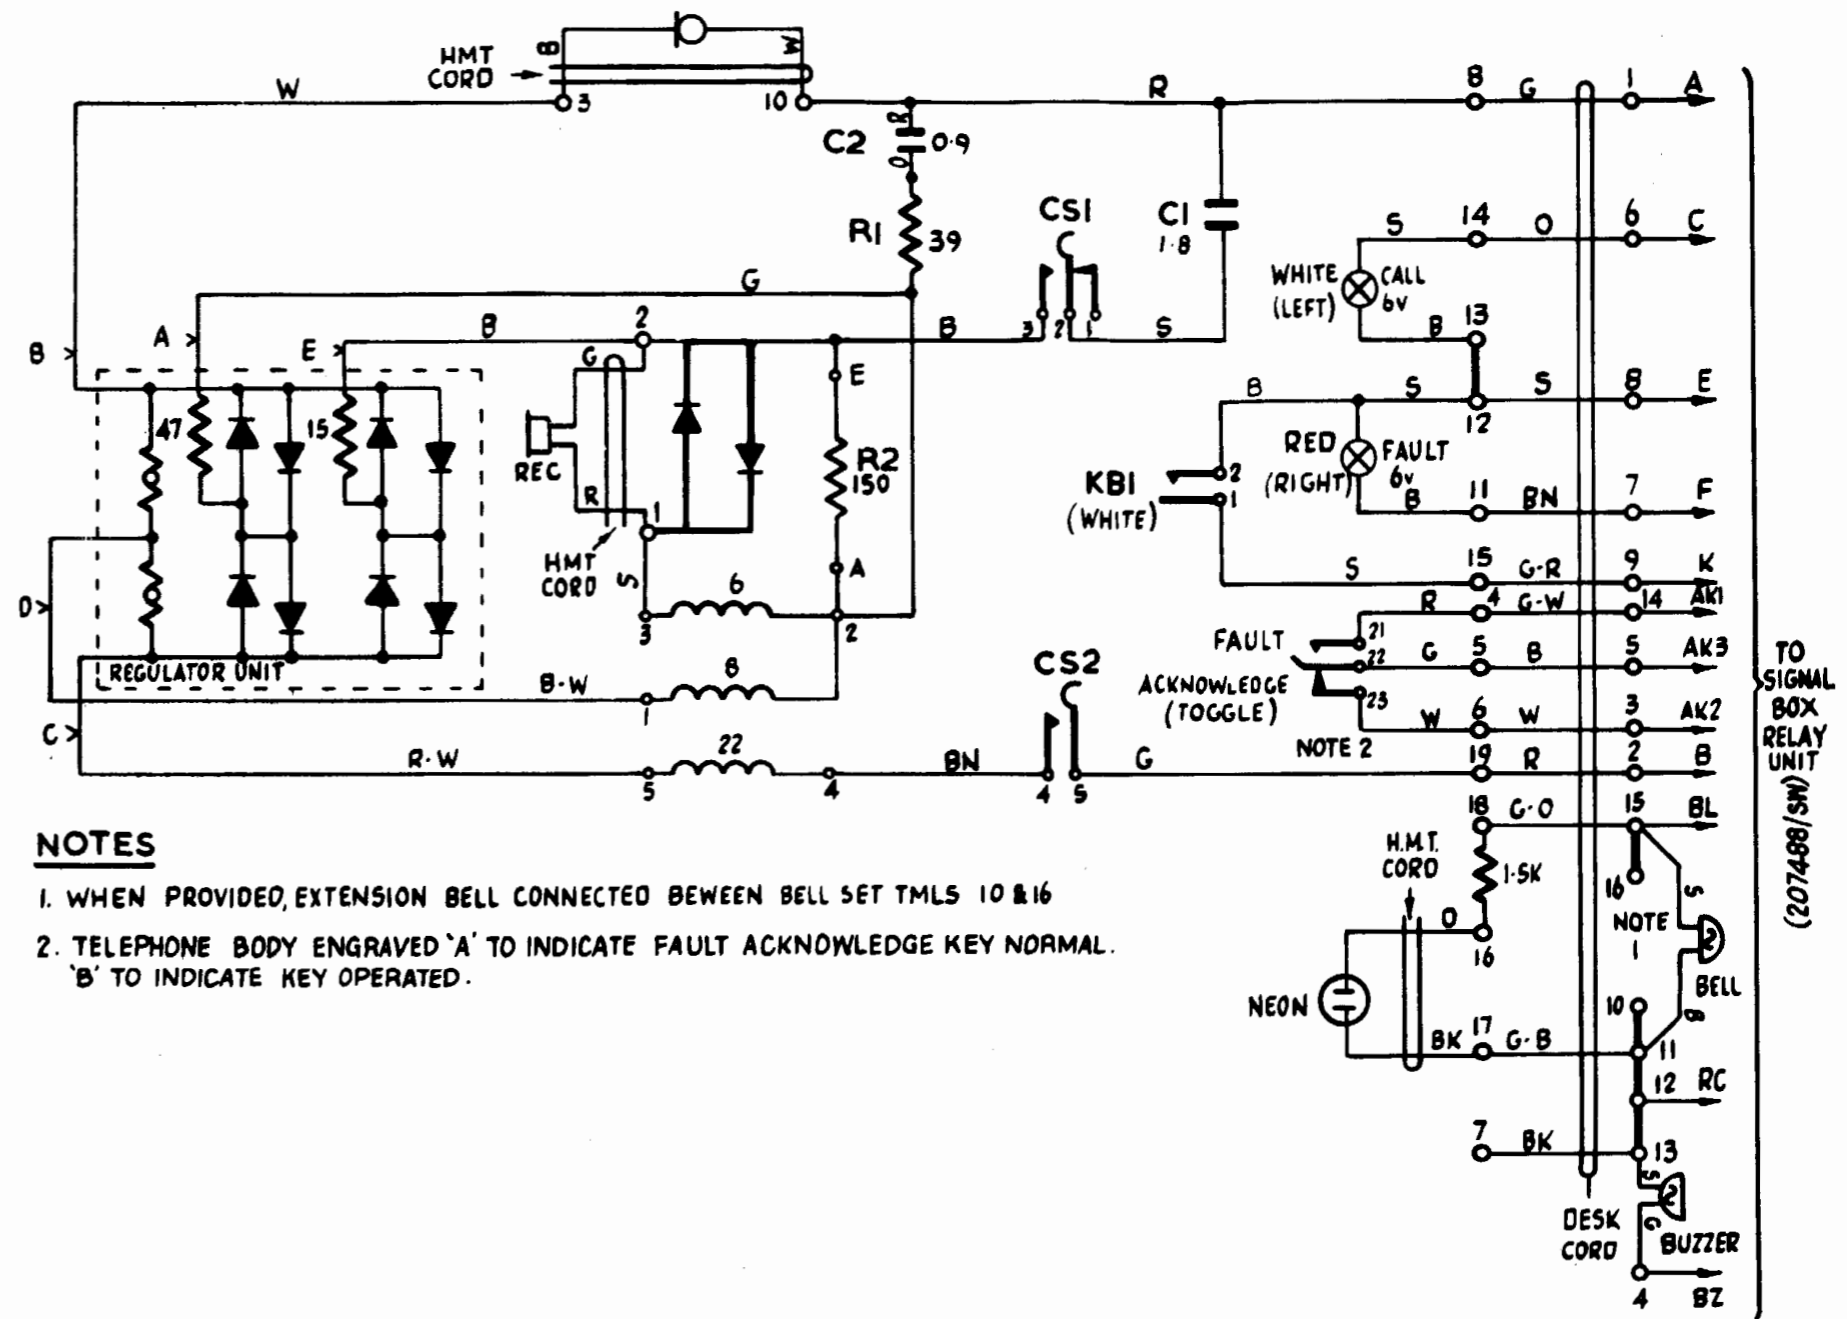 HMT
CORD
B
W
W
3
10
R
8
G
1
A
C2
R
O
0.9
R1
39
CS1
C1
1.8
S
14
O
6
C
WHITE
(LEFT)
CALL
6V
G
B
A
E
B
2
B
3
2
1
S
B
13
47
15
G
E
B
S
S
8
E
12
REC
R
1
R2
150
KB1
(WHITE)
2
1
RED
(RIGHT)
FAULT
6V
B
11
BN
7
F
HMT
CORD
S
A
S
15
G-R
9
K
D
3
6
2
R
4
G-W
14
AK1
FAULT
ACKNOWLEDGE
(TOGGLE)
21
22
23
G
5
B
5
AK3
REGULATOR UNIT
B-W
1
8
CS2
W
6
W
3
AK2
NOTE 2
C
R-W
5
22
4
BN
4
5
G
19
R
2
B
TO
SIGNAL
BOX
RELAY
UNIT
(207488/SW)
18
G-O
15
BL
NOTES
1. WHEN PROVIDED, EXTENSION BELL CONNECTED BEWEEN BELL SET TMLS 10 & 16
2. TELEPHONE BODY ENGRAVED 'A' TO INDICATE FAULT ACKNOWLEDGE KEY NORMAL.
'B' TO INDICATE KEY OPERATED.
H.M.T.
CORD
1.5K
16
S
O
16
NOTE
1
BELL
NEON
10
B
BK
17
G-B
11
12
RC
7
BK
13
S
G
DESK
CORD
BUZZER
4
BZ